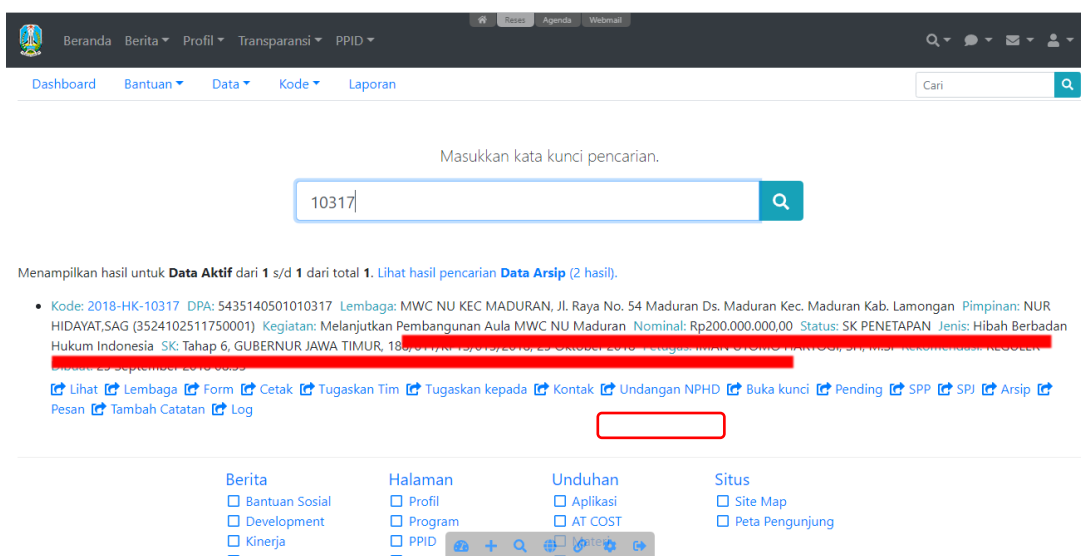 Reses Agenda Webmail
Beranda Berita Profil Transparansi PPID
Dashboard Bantuan Data Kode Laporan Cari
Masukkan kata kunci pencarian.
10317
Menampilkan hasil untuk Data Aktif dari 1 s/d 1 dari total 1. Lihat hasil pencarian Data Arsip (2 hasil).
Kode: 2018-HK-10317 DPA: 5435140501010317 Lembaga: MWC NU KEC MADURAN, Jl. Raya No. 54 Maduran Ds. Maduran Kec. Maduran Kab. Lamongan Pimpinan: NUR
HIDAYAT,SAG (3524102511750001) Kegiatan: Melanjutkan Pembangunan Aula MWC NU Maduran Nominal: Rp200.000.000,00 Status: SK PENETAPAN Jenis: Hibah Berbadan
Hukum Indonesia SK: Tahap 6, GUBERNUR JAWA TIMUR,
Lihat Lembaga Form Cetak Tugaskan Tim Tugaskan kepada Kontak Undangan NPHD Buka kunci Pending SPP SPJ Arsip
Pesan Tambah Catatan Log
Berita Halaman Unduhan Situs
Bantuan Sosial Profil Aplikasi Site Map
Development Program AT COST Peta Pengunjung
Kinerja PPID